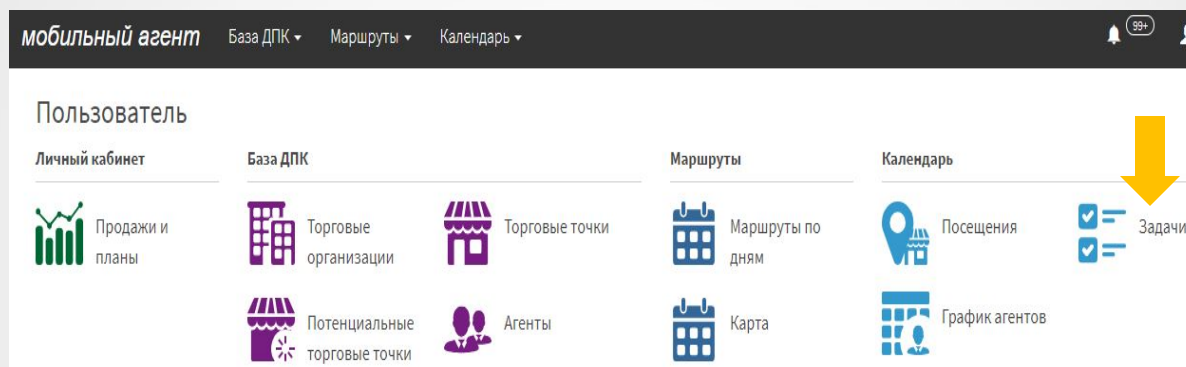 мобильный агент База ДПК Маршруты Календарь 99+
Пользователь
Личный кабинет База ДПК Маршруты Календарь
Продажи и
планы
Торговые
организации
Торговые точки
Маршруты по
дням
Посещения
Задачи
Потенциальные
торговые точки
Агенты
Карта
График агентов